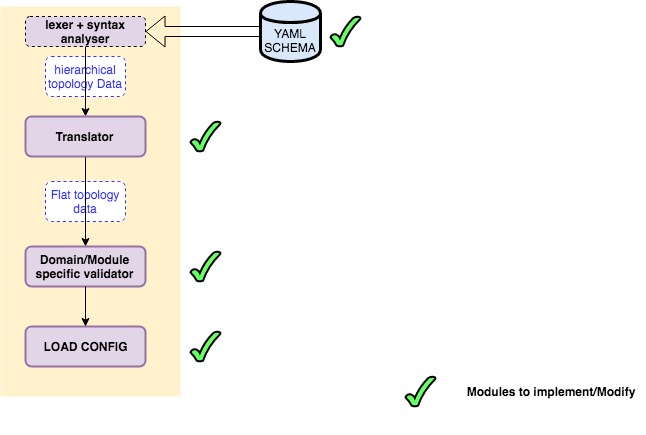 lexer + syntax
analyser
YAML
SCHEMA
hierarchical
topology Data
Translator
Flat topology
data
Domain/Module
specific validator
LOAD CONFIG
Modules to implement/Modify